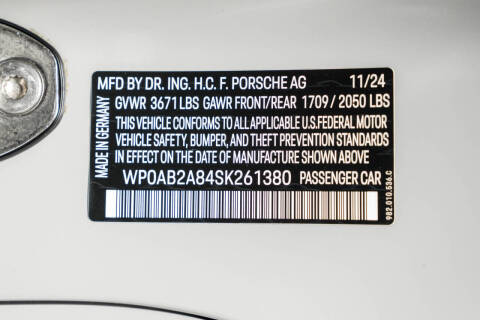 MFD BY DR. ING. H.C. F. PORSCHE AG 11/24
GVWR 3671 LBS GAWR FRONT/REAR 1709 / 2050 LBS
THIS VEHICLE CONFORMS TO ALL APPLICABLE U.S.FEDERAL MOTOR
VEHICLE SAFETY, BUMPER, AND THEFT PREVENTION STANDARDS
IN EFFECT ON THE DATE OF MANUFACTURE SHOWN ABOVE
WP0AB2A84SK261380 PASSENGER CAR
MADE IN GERMANY
982.010.536.C